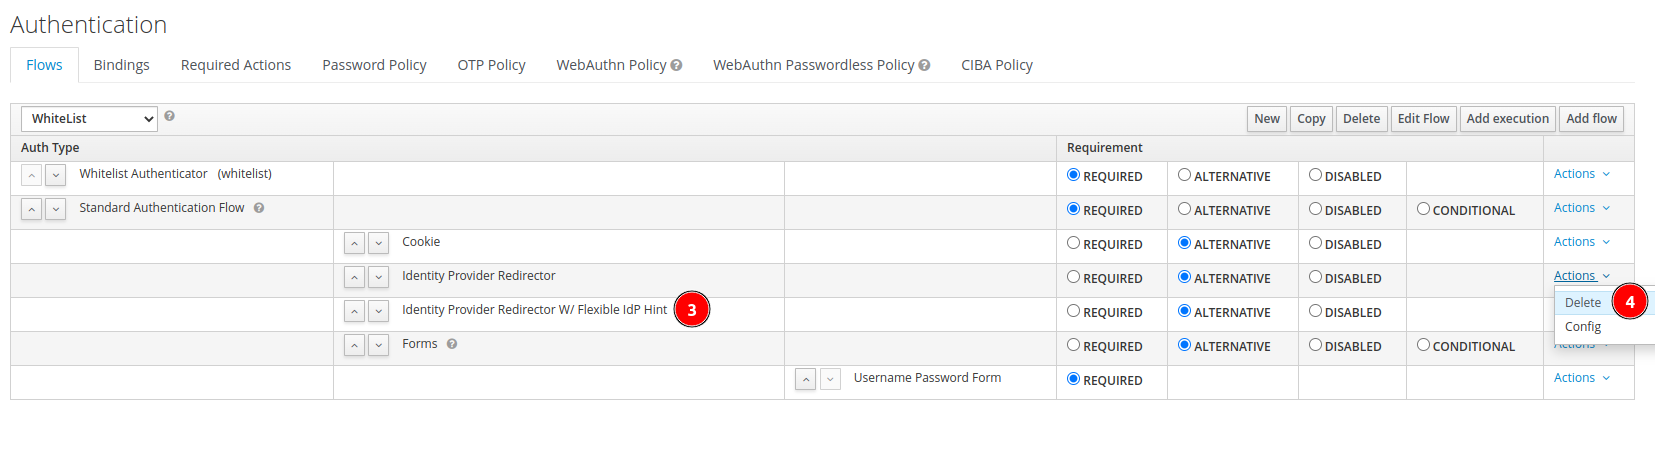 Authentication
Flows Bindings Required Actions Password Policy OTP Policy WebAuthn Policy ? WebAuthn Passwordless Policy ? CIBA Policy
WhiteList ? New Copy Delete Edit Flow Add execution Add flow
Auth Type Requirement
Whitelist Authenticator (whitelist) REQUIRED ALTERNATIVE DISABLED Actions
Standard Authentication Flow ? REQUIRED ALTERNATIVE DISABLED CONDITIONAL Actions
Cookie REQUIRED ALTERNATIVE DISABLED Actions
Identity Provider Redirector REQUIRED ALTERNATIVE DISABLED Actions
Identity Provider Redirector W/ Flexible IdP Hint 3 REQUIRED ALTERNATIVE DISABLED Delete 4
Config
Forms ? REQUIRED ALTERNATIVE DISABLED CONDITIONAL Actions
Username Password Form REQUIRED Actions